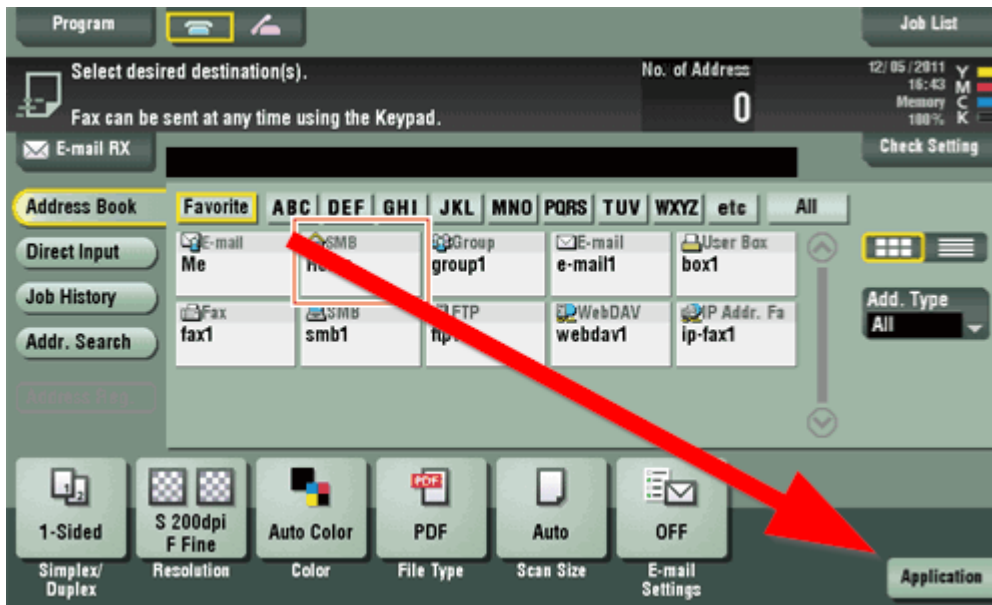 Program
Job List
Select desired destination(s).
No. of Address
12/05/2011
16:43
Memory
100%
Y
M
C
K
0
Fax can be sent at any time using the Keypad.
E-mail RX
Check Setting
Address Book
Favorite ABC DEF GHI JKL MNO PQRS TUV WXYZ etc All
Direct Input
E-mail
Me
SMB
Group
group1
E-mail
e-mail1
User Box
box1
Job History
Add. Type
All
Addr. Search
Fax
fax1
SMB
smb1
FTP
WebDAV
webdav1
IP Addr. Fa
ip-fax1
1-Sided
S 200dpi
F Fine
Auto Color
PDF
PDF
Auto
OFF
Simplex/
Duplex
Resolution
Color
File Type
Scan Size
E-mail
Settings
Application